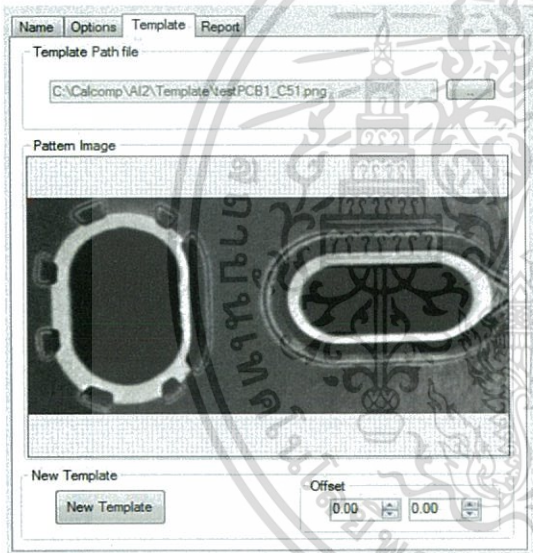 Name Options Template Report
Template Path file
C:\Calcomp\AI2\Template\testPCB1_C51.png
..
Pattern Image
New Template
New Template
Offset
0.00 0.00